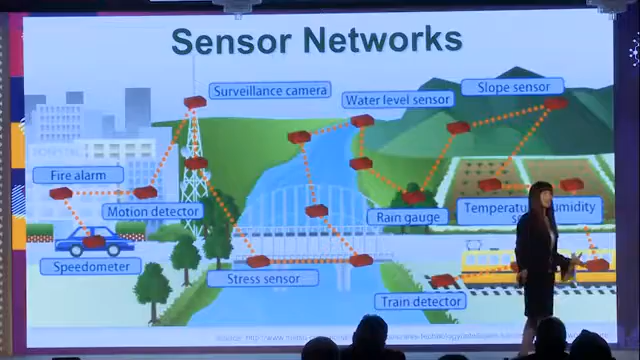 Sensor Networks
Surveillance camera
Water level sensor
Slope sensor
Fire alarm
Motion detector
Rain gauge
Speedometer
Stress sensor
Train detector